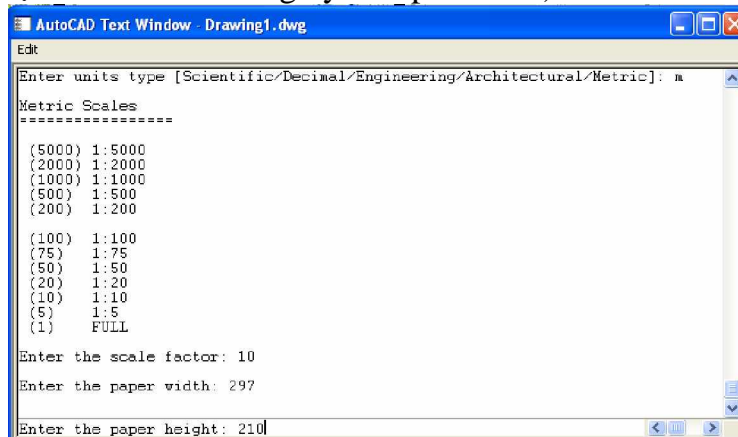 AutoCAD Text Window - Drawing1.dwg
Edit
Enter units type [Scientific/Decimal/Engineering/Architectural/Metric]: m
Metric Scales
=================
(5000) 1:5000
(2000) 1:2000
(1000) 1:1000
(500) 1:500
(200) 1:200
(100) 1:100
(75) 1:75
(50) 1:50
(20) 1:20
(10) 1:10
(5) 1:5
(1) FULL
Enter the scale factor: 10
Enter the paper width: 297
Enter the paper height: 210